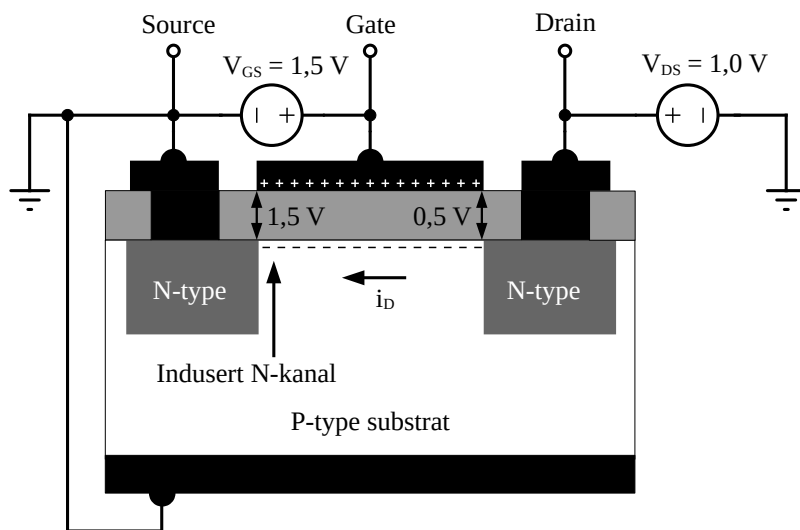 Source
Gate
Drain
V_GS = 1,5 V
V_DS = 1,0 V
+ + + + + + + + + + + + + +
1,5 V
0,5 V
N-type
N-type
i_D
Indusert N-kanal
P-type substrat